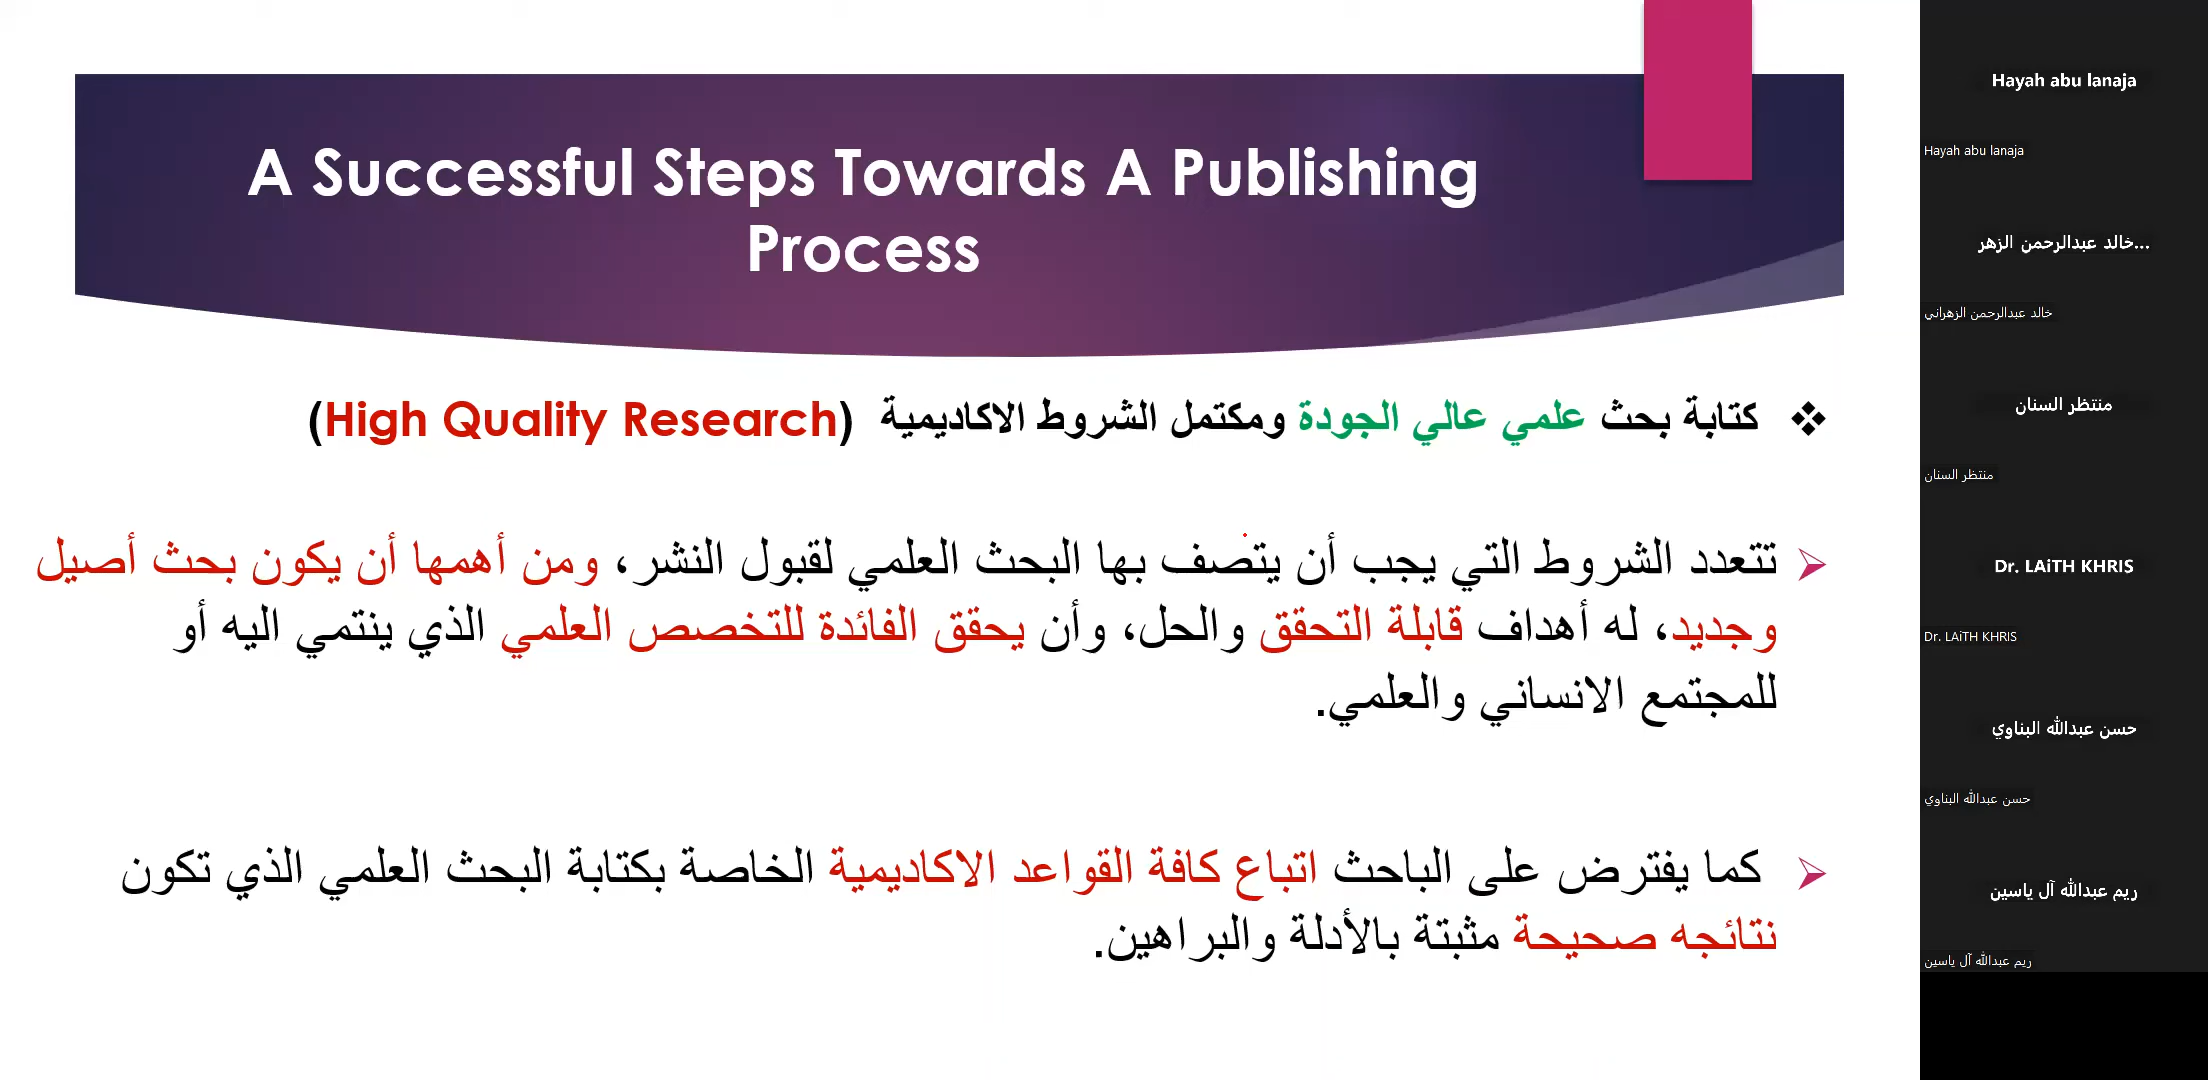 A Successful Steps Towards A Publishing
Process
❖ كتابة بحث علمي عالي الجودة ومكتمل الشروط الاكاديمية (High Quality Research)
➢ تتعدد الشروط التي يجب أن يتصف بها البحث العلمي لقبول النشر، ومن أهمها أن يكون بحث أصيل
وجديد، له أهداف قابلة التحقق والحل، وأن يحقق الفائدة للتخصص العلمي الذي ينتمي اليه أو
للمجتمع الانساني والعلمي.
➢ كما يفترض على الباحث اتباع كافة القواعد الاكاديمية الخاصة بكتابة البحث العلمي الذي تكون
نتائجه صحيحة مثبتة بالأدلة والبراهين.
Hayah abu lanaja
Hayah abu lanaja
خالد عبدالرحمن الزهر...
خالد عبدالرحمن الزهراني
منتظر السنان
منتظر السنان
Dr. LAiTH KHRIS
Dr. LAiTH KHRIS
حسن عبدالله البناوي
حسن عبدالله البناوي
ريم عبدالله آل ياسين
ريم عبدالله آل ياسين